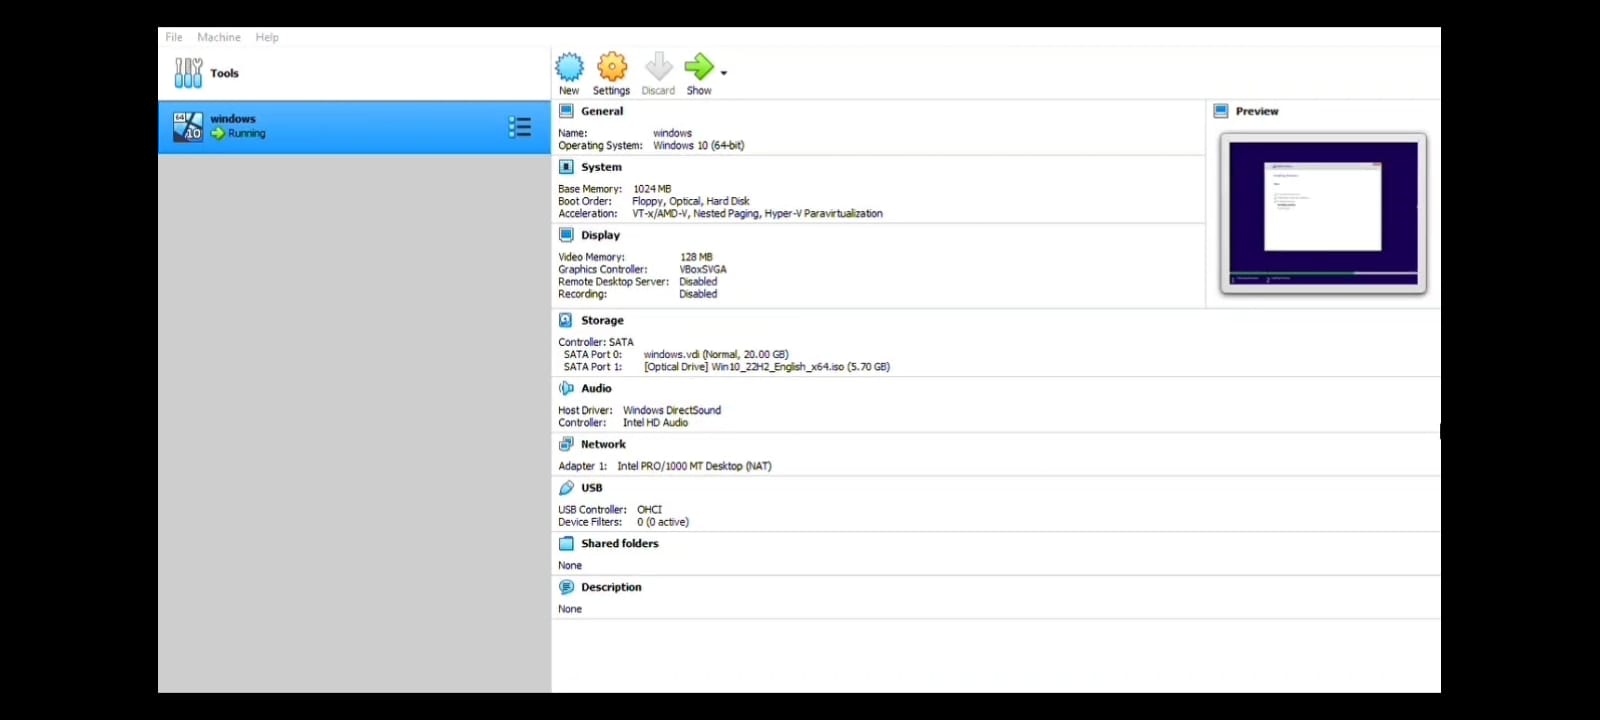 File Machine Help
Tools
New Settings Discard Show
64 10 windows
Running
General
Name: windows
Operating System: Windows 10 (64-bit)
System
Base Memory: 1024 MB
Boot Order: Floppy, Optical, Hard Disk
Acceleration: VT-x/AMD-V, Nested Paging, Hyper-V Paravirtualization
Display
Video Memory: 128 MB
Graphics Controller: VBoxSVGA
Remote Desktop Server: Disabled
Recording: Disabled
Preview
Storage
Controller: SATA
SATA Port 0: windows.vdi (Normal, 20.00 GB)
SATA Port 1: [Optical Drive] Win10_22H2_English_x64.iso (5.70 GB)
Audio
Host Driver: Windows DirectSound
Controller: Intel HD Audio
Network
Adapter 1: Intel PRO/1000 MT Desktop (NAT)
USB
USB Controller: OHCI
Device Filters: 0 (0 active)
Shared folders
None
Description
None